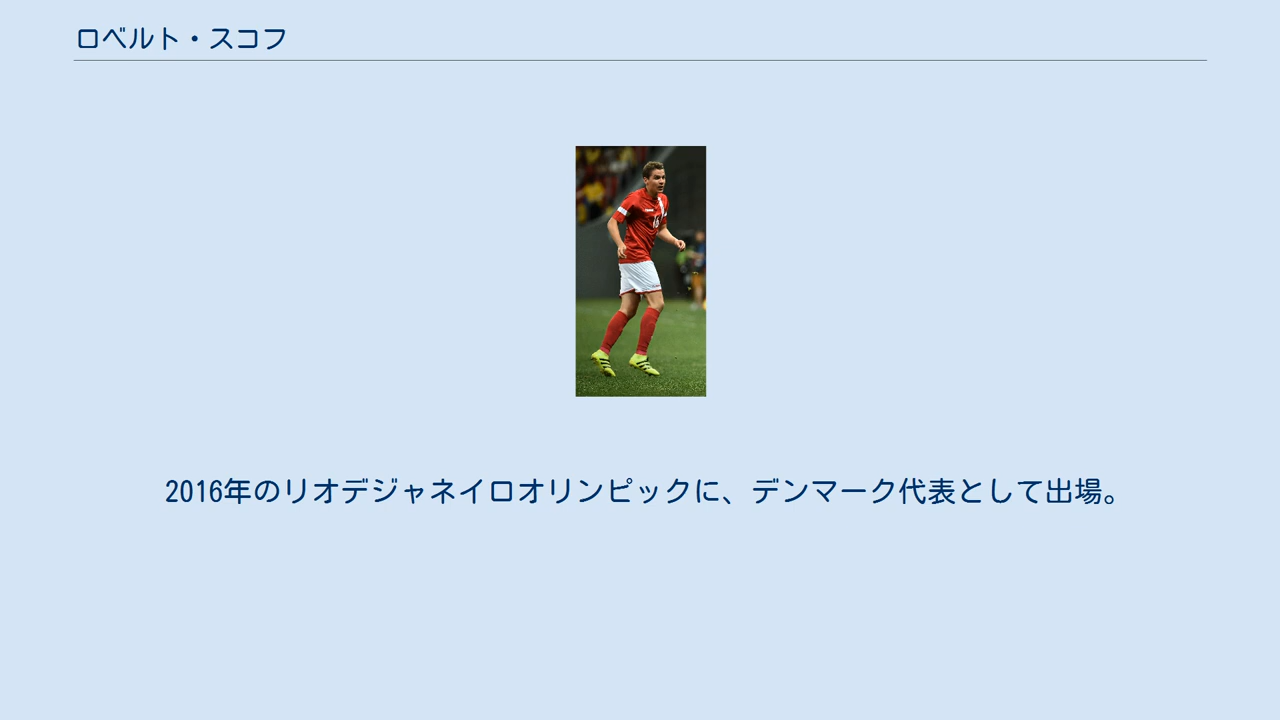 ロベルト・スコフ
2016年のリオデジャネイロオリンピックに、デンマーク代表として出場。